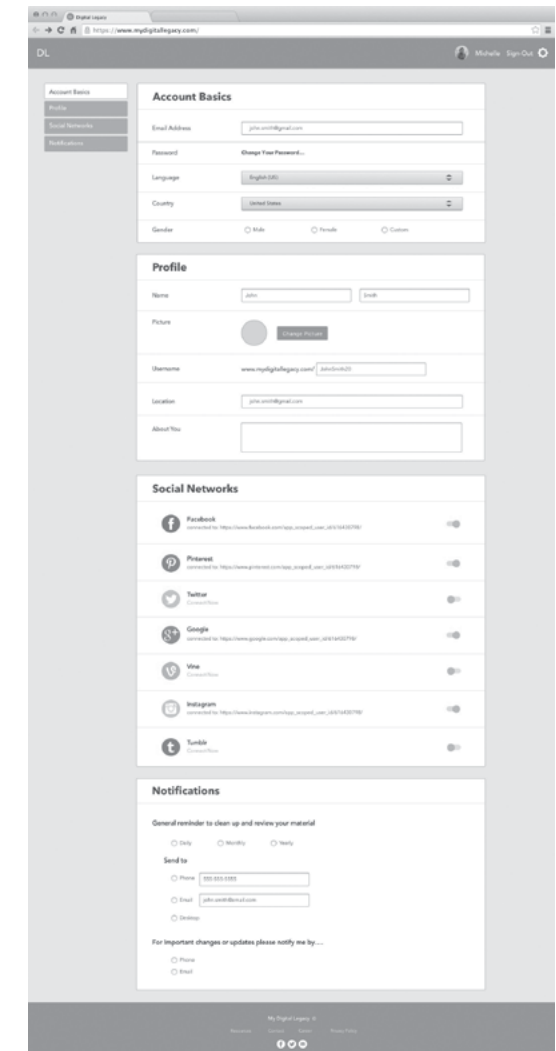 Digital Legacy
https://www.mydigitallegacy.com/
DL
Michelle Sign Out
Account Basics
Profile
Social Networks
Notifications
Account Basics
Email Address john.smith@gmail.com
Password Change Your Password...
Language English (US)
Country United States
Gender Male Female Custom
Profile
Name John Smith
Picture Change Picture
Username www.mydigitallegacy.com/
Location john.smith@gmail.com
About You
Social Networks
Facebook
Pinterest
Twitter
Connect Now
Google
Vine
Connect Now
Instagram
Tumblr
Connect Now
Notifications
General reminder to clean up and review your material
Daily Monthly Yearly
Send to
Phone
Email
Desktop
For important changes or updates please notify me by.....
Phone
Email
My Digital Legacy ©
Privacy Policy